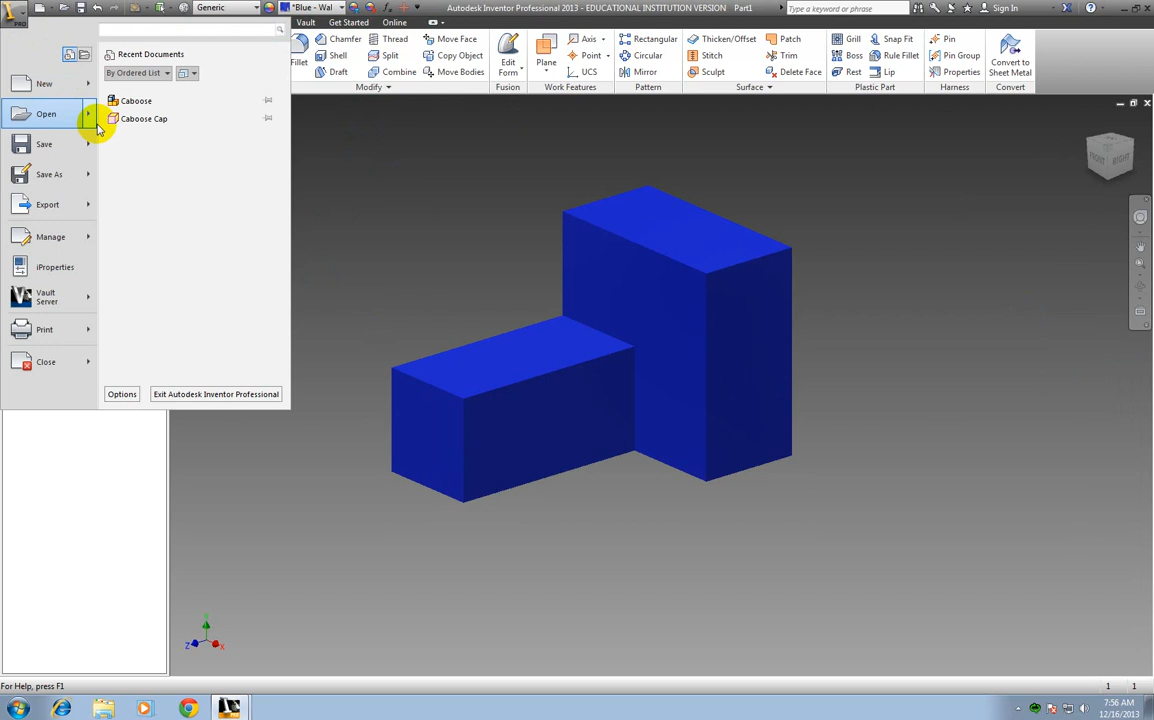 Generic
*Blue - Wal
Autodesk Inventor Professional 2013 - EDUCATIONAL INSTITUTION VERSION Part1
Type a keyword or phrase
Sign In
PRO
Vault
Get Started
Online
Recent Documents
By Ordered List
Caboose
Caboose Cap
New
Open
Save
Save As
Export
Manage
iProperties
Vault
Server
Print
Close
Options
Exit Autodesk Inventor Professional
Fillet
Chamfer
Thread
Move Face
Shell
Split
Copy Object
Draft
Combine
Move Bodies
Modify
Edit
Form
Fusion
Plane
Axis
Point
UCS
Work Features
Rectangular
Circular
Mirror
Pattern
Thicken/Offset
Patch
Stitch
Trim
Sculpt
Delete Face
Surface
Grill
Snap Fit
Boss
Rule Fillet
Rest
Lip
Plastic Part
Pin
Pin Group
Properties
Harness
Convert to
Sheet Metal
Convert
FRONT
RIGHT
Y
Z
X
For Help, press F1
1
1
7:56 AM
12/16/2013